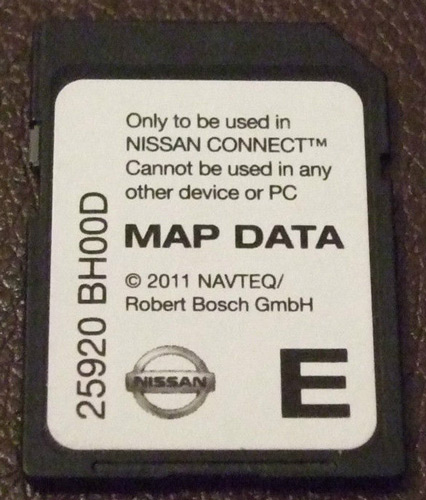 Only to be used in
NISSAN CONNECT™
Cannot be used in any
other device or PC
MAP DATA
© 2011 NAVTEQ/
Robert Bosch GmbH
25920 BH00D
NISSAN
E